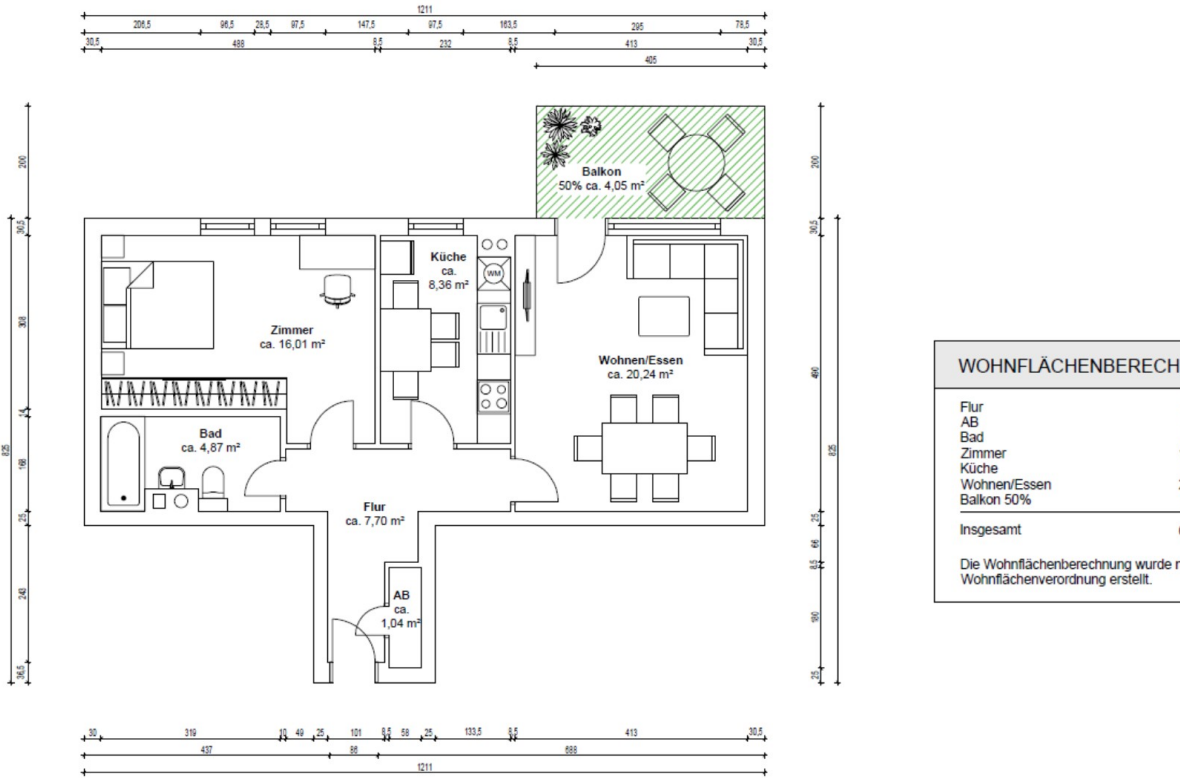 1211
206,5 96,5 28,5 97,5 147,5 97,5 163,5 295 78,5
30,5 488 8,5 232 8,5 413 30,5
405
200
30,5
308
14
168
25
243
36,5
825
Balkon
50% ca. 4,05 m²
Küche
ca.
8,36 m²
WM
Zimmer
ca. 16,01 m²
Wohnen/Essen
ca. 20,24 m²
Bad
ca. 4,87 m²
Flur
ca. 7,70 m²
AB
ca.
1,04 m²
200
30,5
490
25
66
8,5
180
25
825
WOHNFLÄCHENBERECH
Flur
AB
Bad
Zimmer
Küche
Wohnen/Essen
Balkon 50%
Insgesamt
Die Wohnflächenberechnung wurde
Wohnflächenverordnung erstellt.
30 319 10 49 25 101 8,5 58 25 133,5 8,5 413 30,5
437 86 688
1211